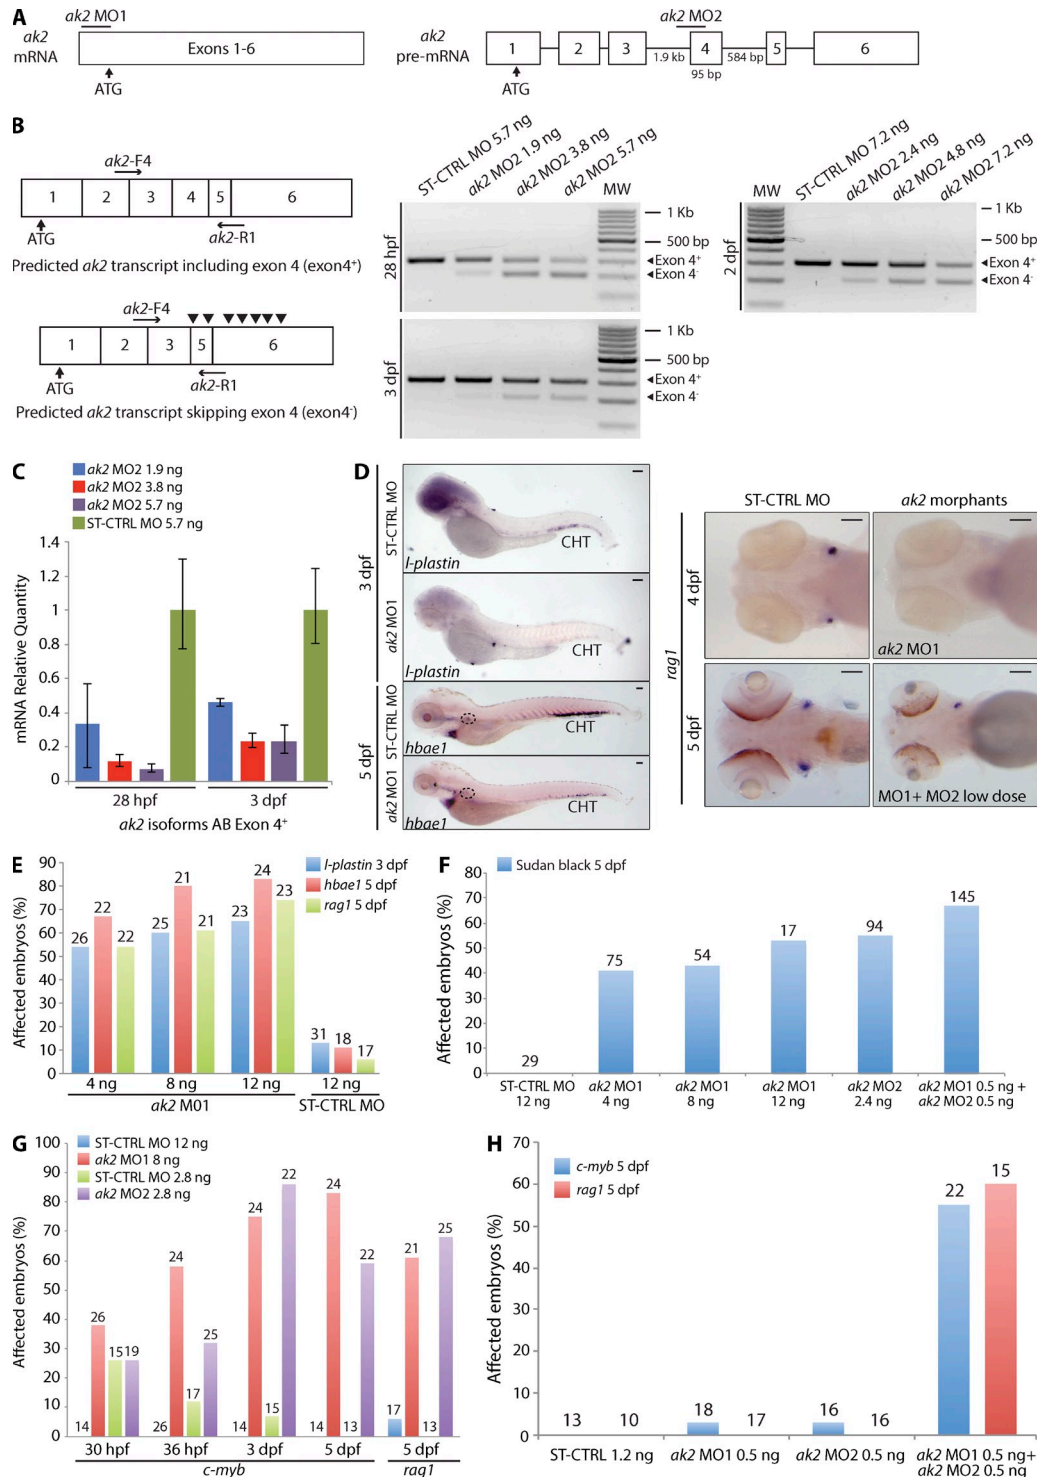 A
ak2 MO1
ak2
mRNA
Exons 1-6
ATG
ak2 MO2
ak2
pre-mRNA
1
2
3
4
5
6
1.9 kb
584 bp
95 bp
ATG
B
ak2-F4
1
2
3
4
5
6
ATG
ak2-R1
Predicted ak2 transcript including exon 4 (exon4+)
ak2-F4
1
2
3
5
6
ATG
ak2-R1
Predicted ak2 transcript skipping exon 4 (exon4-)
ST-CTRL MO 5.7 ng
ak2 MO2 1.9 ng
ak2 MO2 3.8 ng
ak2 MO2 5.7 ng
MW
28 hpf
1 Kb
500 bp
Exon 4+
Exon 4-
3 dpf
1 Kb
500 bp
Exon 4+
Exon 4-
MW
ST-CTRL MO 7.2 ng
ak2 MO2 2.4 ng
ak2 MO2 4.8 ng
ak2 MO2 7.2 ng
2 dpf
1 Kb
500 bp
Exon 4+
Exon 4-
C
ak2 MO2 1.9 ng
ak2 MO2 3.8 ng
ak2 MO2 5.7 ng
ST-CTRL MO 5.7 ng
mRNA Relative Quantity
1.4
1.2
1
0.8
0.6
0.4
0.2
0
28 hpf
3 dpf
ak2 isoforms AB Exon 4+
D
3 dpf
ST-CTRL MO
CHT
l-plastin
ak2 MO1
CHT
l-plastin
5 dpf
ST-CTRL MO
CHT
hbae1
ak2 MO1
CHT
hbae1
ST-CTRL MO
ak2 morphants
rag1
4 dpf
ak2 MO1
5 dpf
MO1+ MO2 low dose
E
Affected embryos (%)
90
80
70
60
50
40
30
20
10
0
l-plastin 3 dpf
hbae1 5 dpf
rag1 5 dpf
26
22
22
25
21
21
23
24
23
31
18
17
4 ng
8 ng
12 ng
12 ng
ak2 M01
ST-CTRL MO
F
Sudan black 5 dpf
Affected embryos (%)
80
70
60
50
40
30
20
10
0
29
75
54
17
94
145
ST-CTRL MO
12 ng
ak2 MO1
4 ng
ak2 MO1
8 ng
ak2 MO1
12 ng
ak2 MO2
2.4 ng
ak2 MO1 0.5 ng +
ak2 MO2 0.5 ng
G
ST-CTRL MO 12 ng
ak2 MO1 8 ng
ST-CTRL MO 2.8 ng
ak2 MO2 2.8 ng
Affected embryos (%)
100
90
80
70
60
50
40
30
20
10
0
14
26
15
19
26
24
17
25
14
24
15
22
14
24
13
22
17
21
13
25
30 hpf
36 hpf
3 dpf
5 dpf
5 dpf
c-myb
rag1
H
c-myb 5 dpf
rag1 5 dpf
Affected embryos (%)
70
60
50
40
30
20
10
0
13
10
18
17
16
16
22
15
ST-CTRL 1.2 ng
ak2 MO1 0.5 ng
ak2 MO2 0.5 ng
ak2 MO1 0.5 ng+
ak2 MO2 0.5 ng